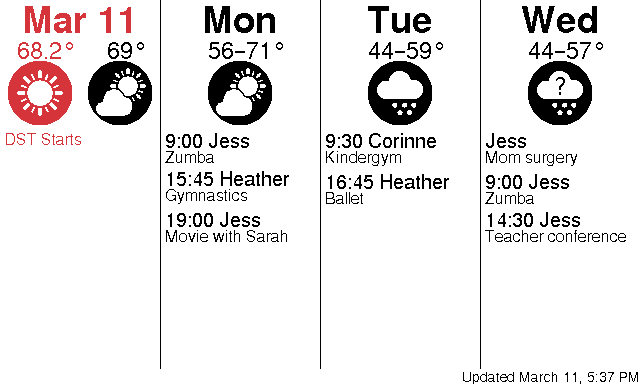 Mar 11
68.2° 69°
DST Starts
Mon
56–71°
9:00 Jess
Zumba
15:45 Heather
Gymnastics
19:00 Jess
Movie with Sarah
Tue
44–59°
9:30 Corinne
Kindergym
16:45 Heather
Ballet
Wed
44–57°
?
Jess
Mom surgery
9:00 Jess
Zumba
14:30 Jess
Teacher conference
Updated March 11, 5:37 PM